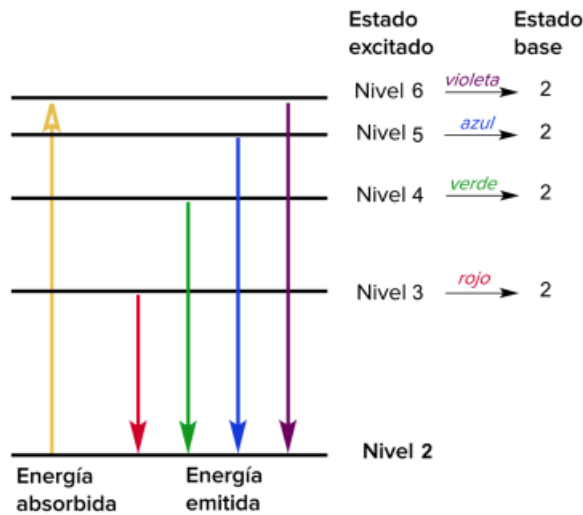 Estado Estado
excitado base
Nivel 6 violeta 2
Nivel 5 azul 2
Nivel 4 verde 2
Nivel 3 rojo 2
Nivel 2
Energía Energía
absorbida emitida